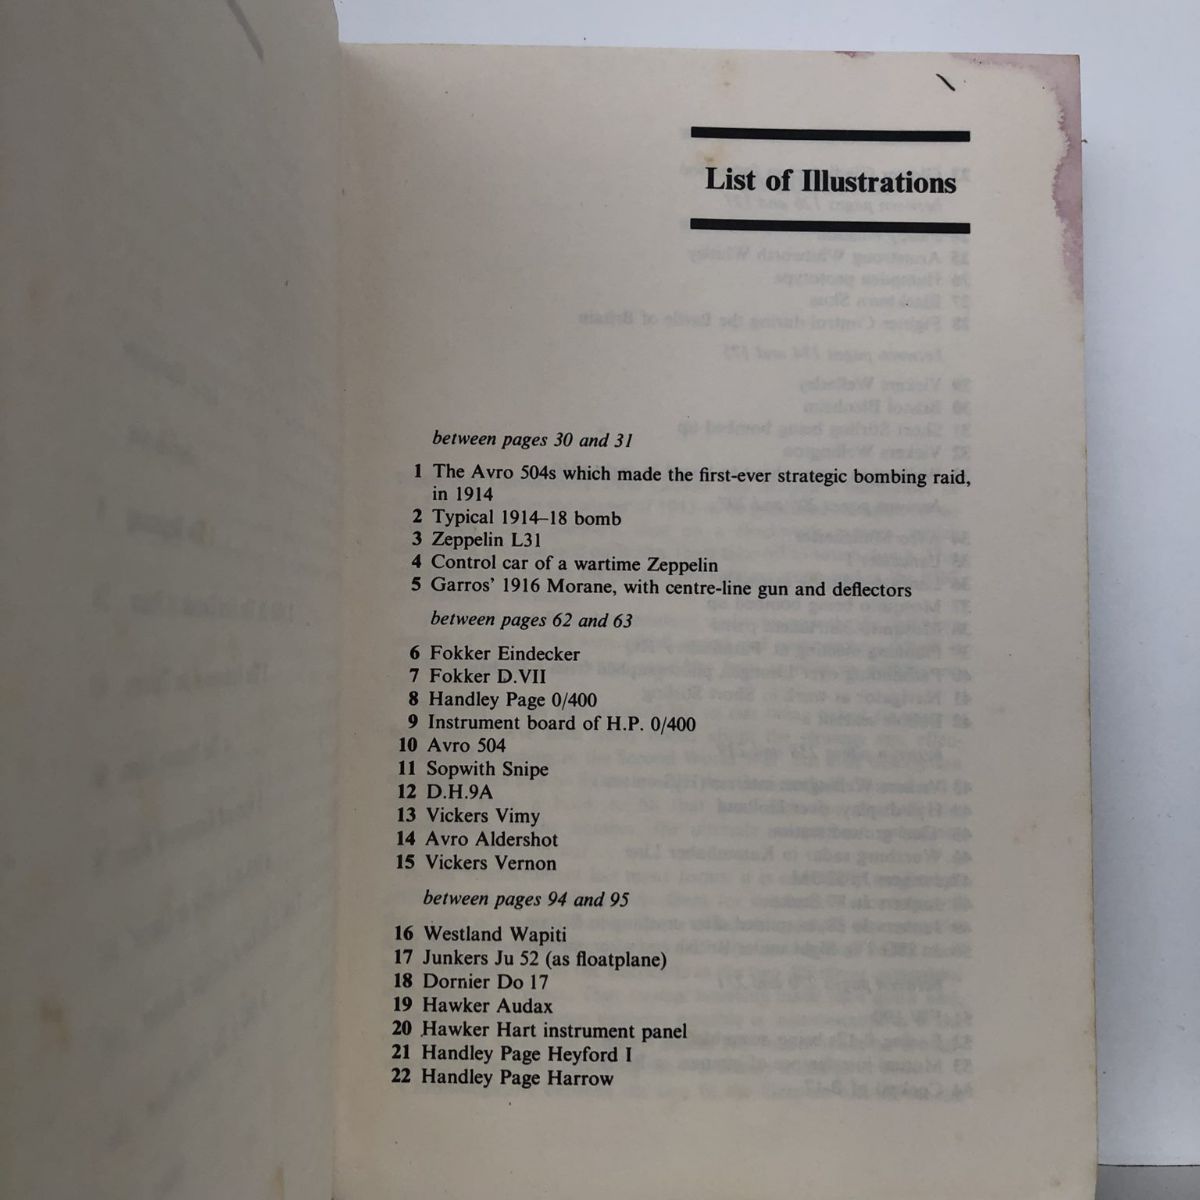 List of Illustrations
between pages 30 and 31
1 The Avro 504s which made the first-ever strategic bombing raid,
in 1914
2 Typical 1914–18 bomb
3 Zeppelin L31
4 Control car of a wartime Zeppelin
5 Garros’ 1916 Morane, with centre-line gun and deflectors
between pages 62 and 63
6 Fokker Eindecker
7 Fokker D.VII
8 Handley Page 0/400
9 Instrument board of H.P. 0/400
10 Avro 504
11 Sopwith Snipe
12 D.H.9A
13 Vickers Vimy
14 Avro Aldershot
15 Vickers Vernon
between pages 94 and 95
16 Westland Wapiti
17 Junkers Ju 52 (as floatplane)
18 Dornier Do 17
19 Hawker Audax
20 Hawker Hart instrument panel
21 Handley Page Heyford I
22 Handley Page Harrow